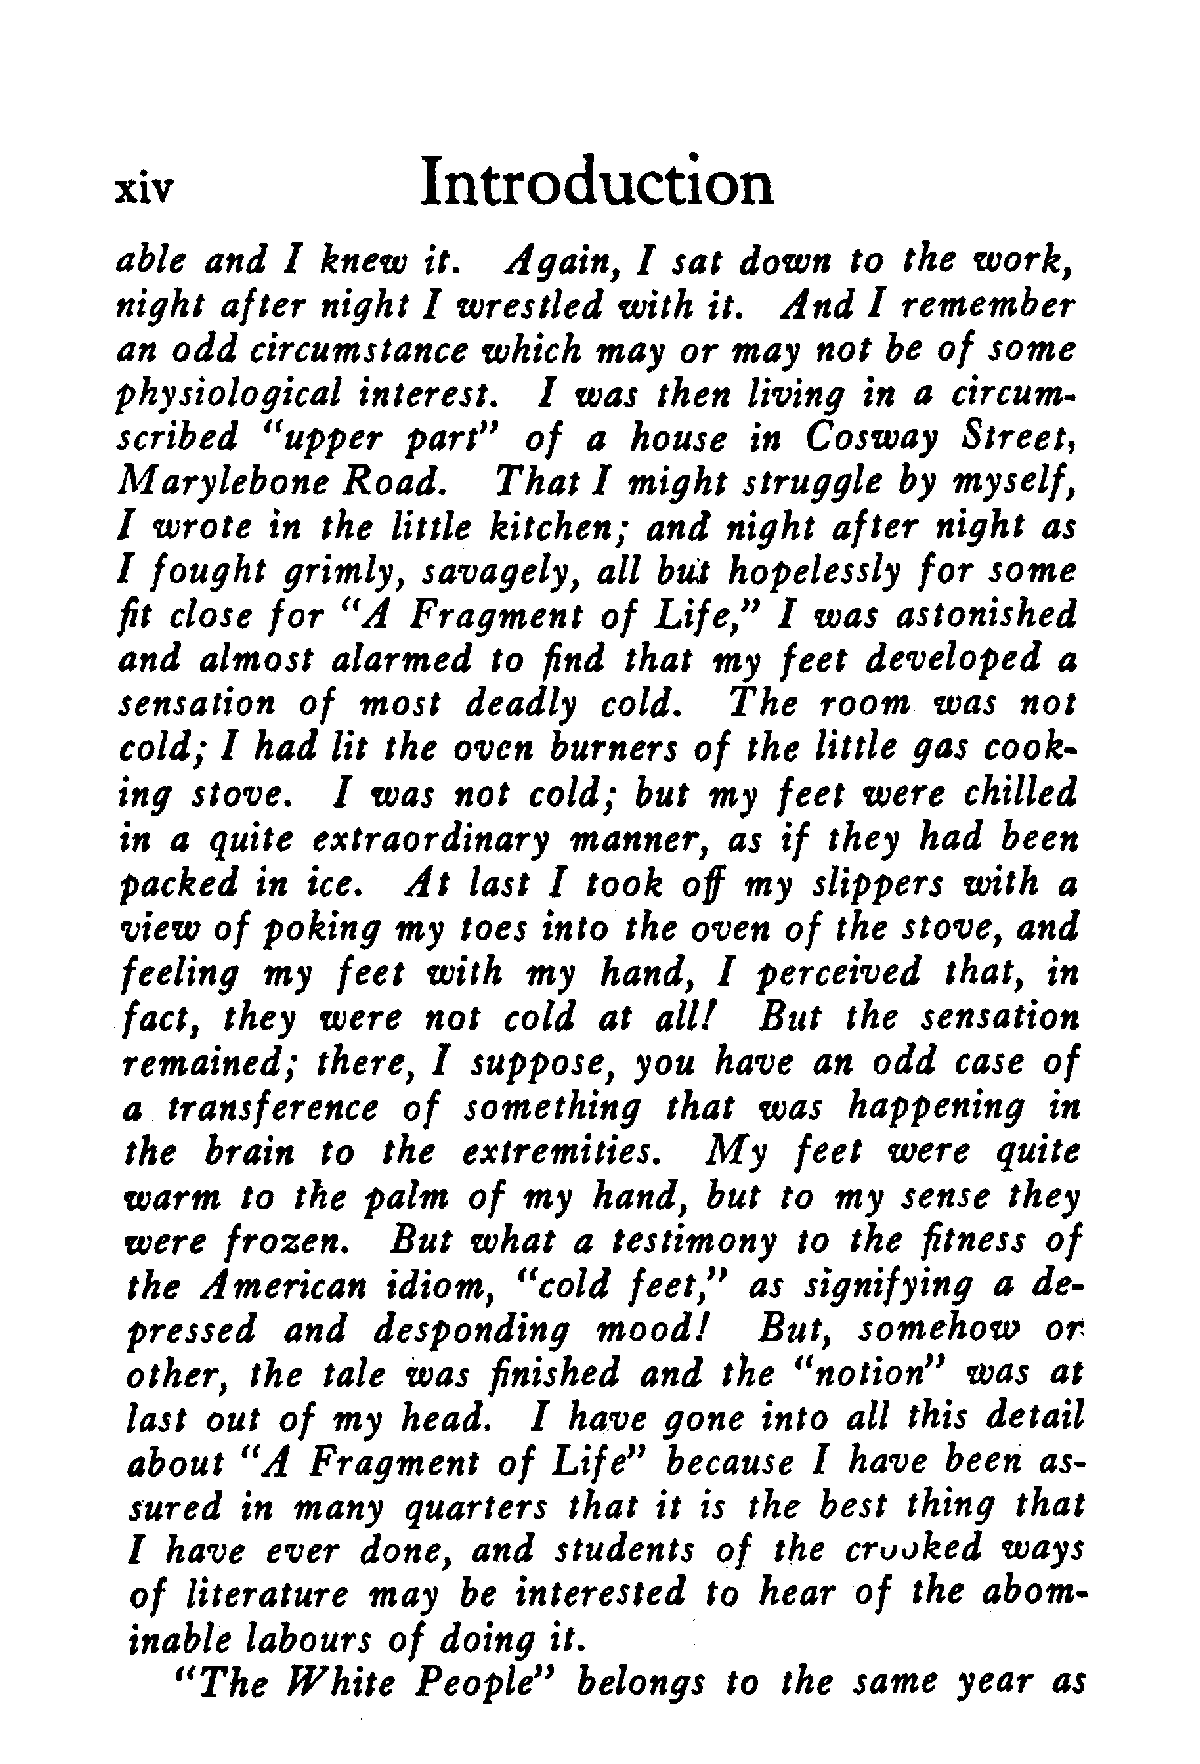 xiv Introduction
able and I knew it. Again, I sat down to the work,
night after night I wrestled with it. And I remember
an odd circumstance which may or may not be of some
physiological interest. I was then living in a circum-
scribed "upper part" of a house in Cosway Street,
Marylebone Road. That I might struggle by myself,
I wrote in the little kitchen; and night after night as
I fought grimly, savagely, all but hopelessly for some
fit close for "A Fragment of Life," I was astonished
and almost alarmed to find that my feet developed a
sensation of most deadly cold. The room was not
cold; I had lit the oven burners of the little gas cook-
ing stove. I was not cold; but my feet were chilled
in a quite extraordinary manner, as if they had been
packed in ice. At last I took off my slippers with a
view of poking my toes into the oven of the stove, and
feeling my feet with my hand, I perceived that, in
fact, they were not cold at all! But the sensation
remained; there, I suppose, you have an odd case of
a transference of something that was happening in
the brain to the extremities. My feet were quite
warm to the palm of my hand, but to my sense they
were frozen. But what a testimony to the fitness of
the American idiom, "cold feet," as signifying a de-
pressed and desponding mood! But, somehow or
other, the tale was finished and the "notion" was at
last out of my head. I have gone into all this detail
about "A Fragment of Life" because I have been as-
sured in many quarters that it is the best thing that
I have ever done, and students of the crooked ways
of literature may be interested to hear of the abom-
inable labours of doing it.
"The White People" belongs to the same year as